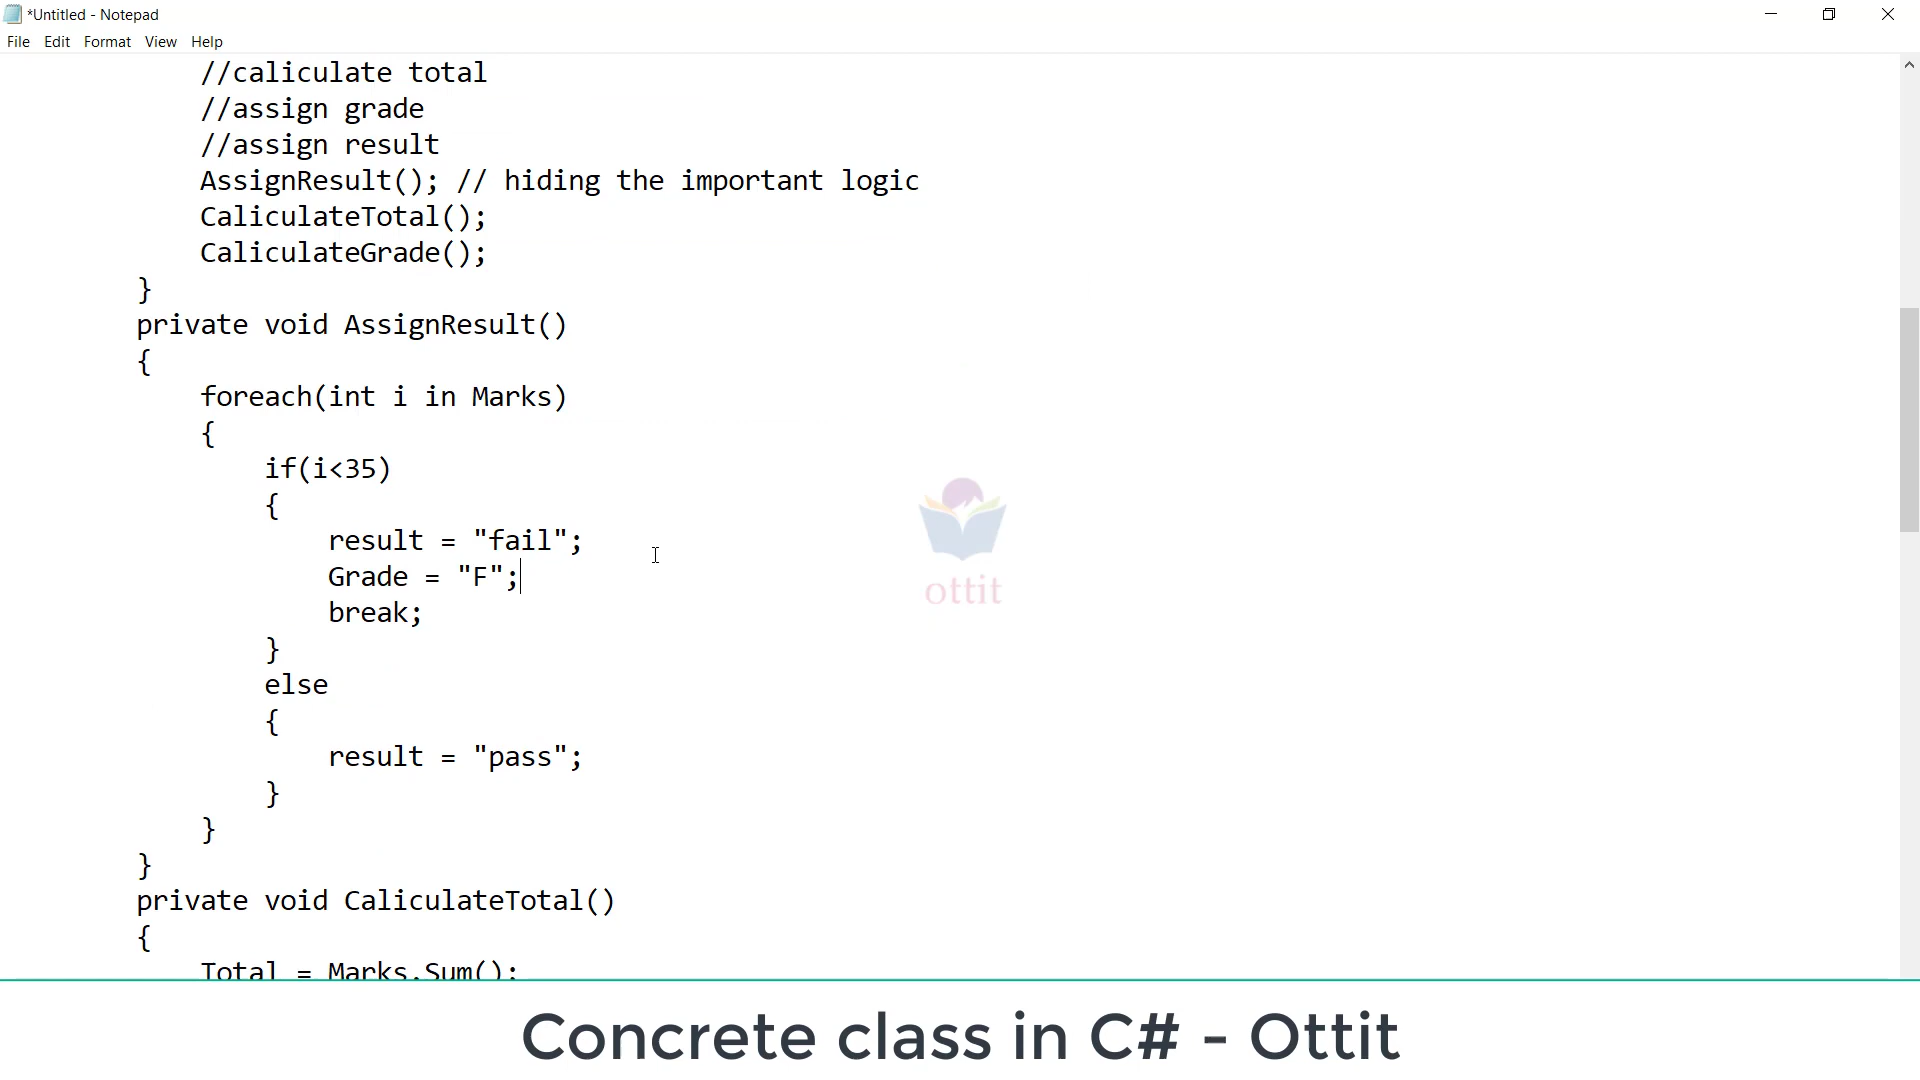 *Untitled - Notepad
File Edit Format View Help
//caliculate total
//assign grade
//assign result
AssignResult(); // hiding the important logic
CaliculateTotal();
CaliculateGrade();
}
private void AssignResult()
{
foreach(int i in Marks)
{
if(i<35)
{
result = "fail";
Grade = "F";
break;
}
else
{
result = "pass";
}
}
}
private void CaliculateTotal()
{
Total = Marks.Sum();
ottit
Concrete class in C# - Ottit